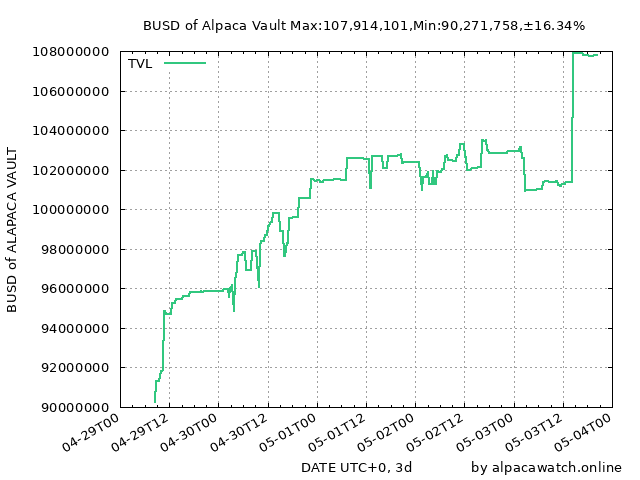 BUSD of Alpaca Vault Max:107,914,101,Min:90,271,758,±16.34%
TVL
108000000
106000000
104000000
102000000
100000000
98000000
96000000
94000000
92000000
90000000
BUSD of ALAPACA VAULT
04-29T00
04-29T12
04-30T00
04-30T12
05-01T00
05-01T12
05-02T00
05-02T12
05-03T00
05-03T12
05-04T00
DATE UTC+0, 3d
by alpacawatch.online